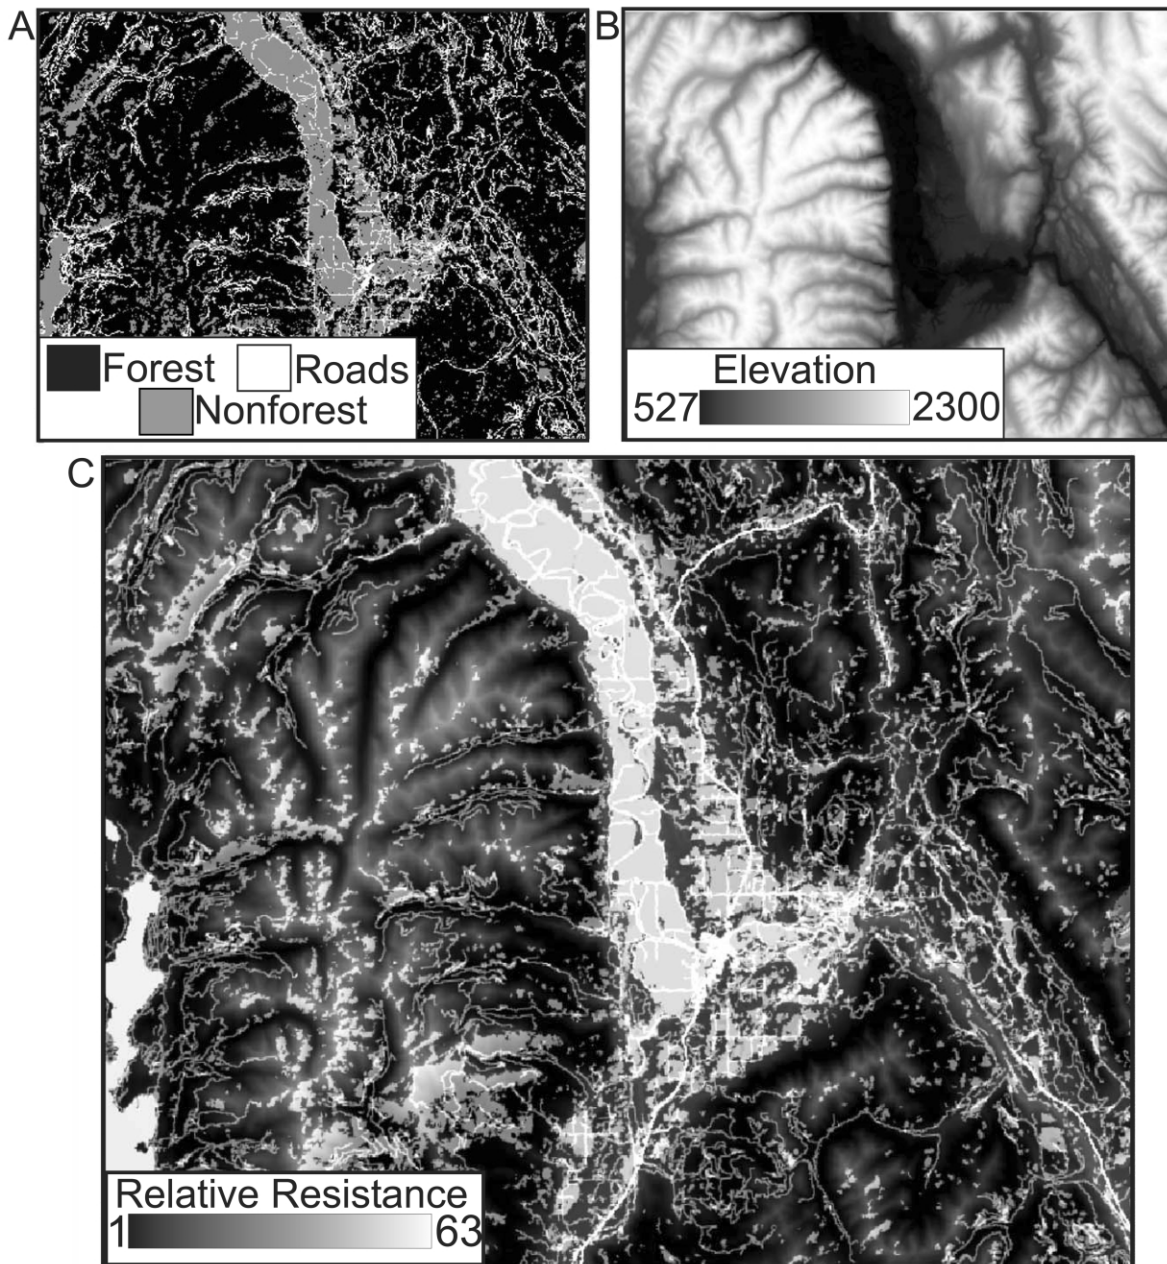 A
B
Forest Roads
Nonforest
Elevation
527 2300
C
Relative Resistance
1 63